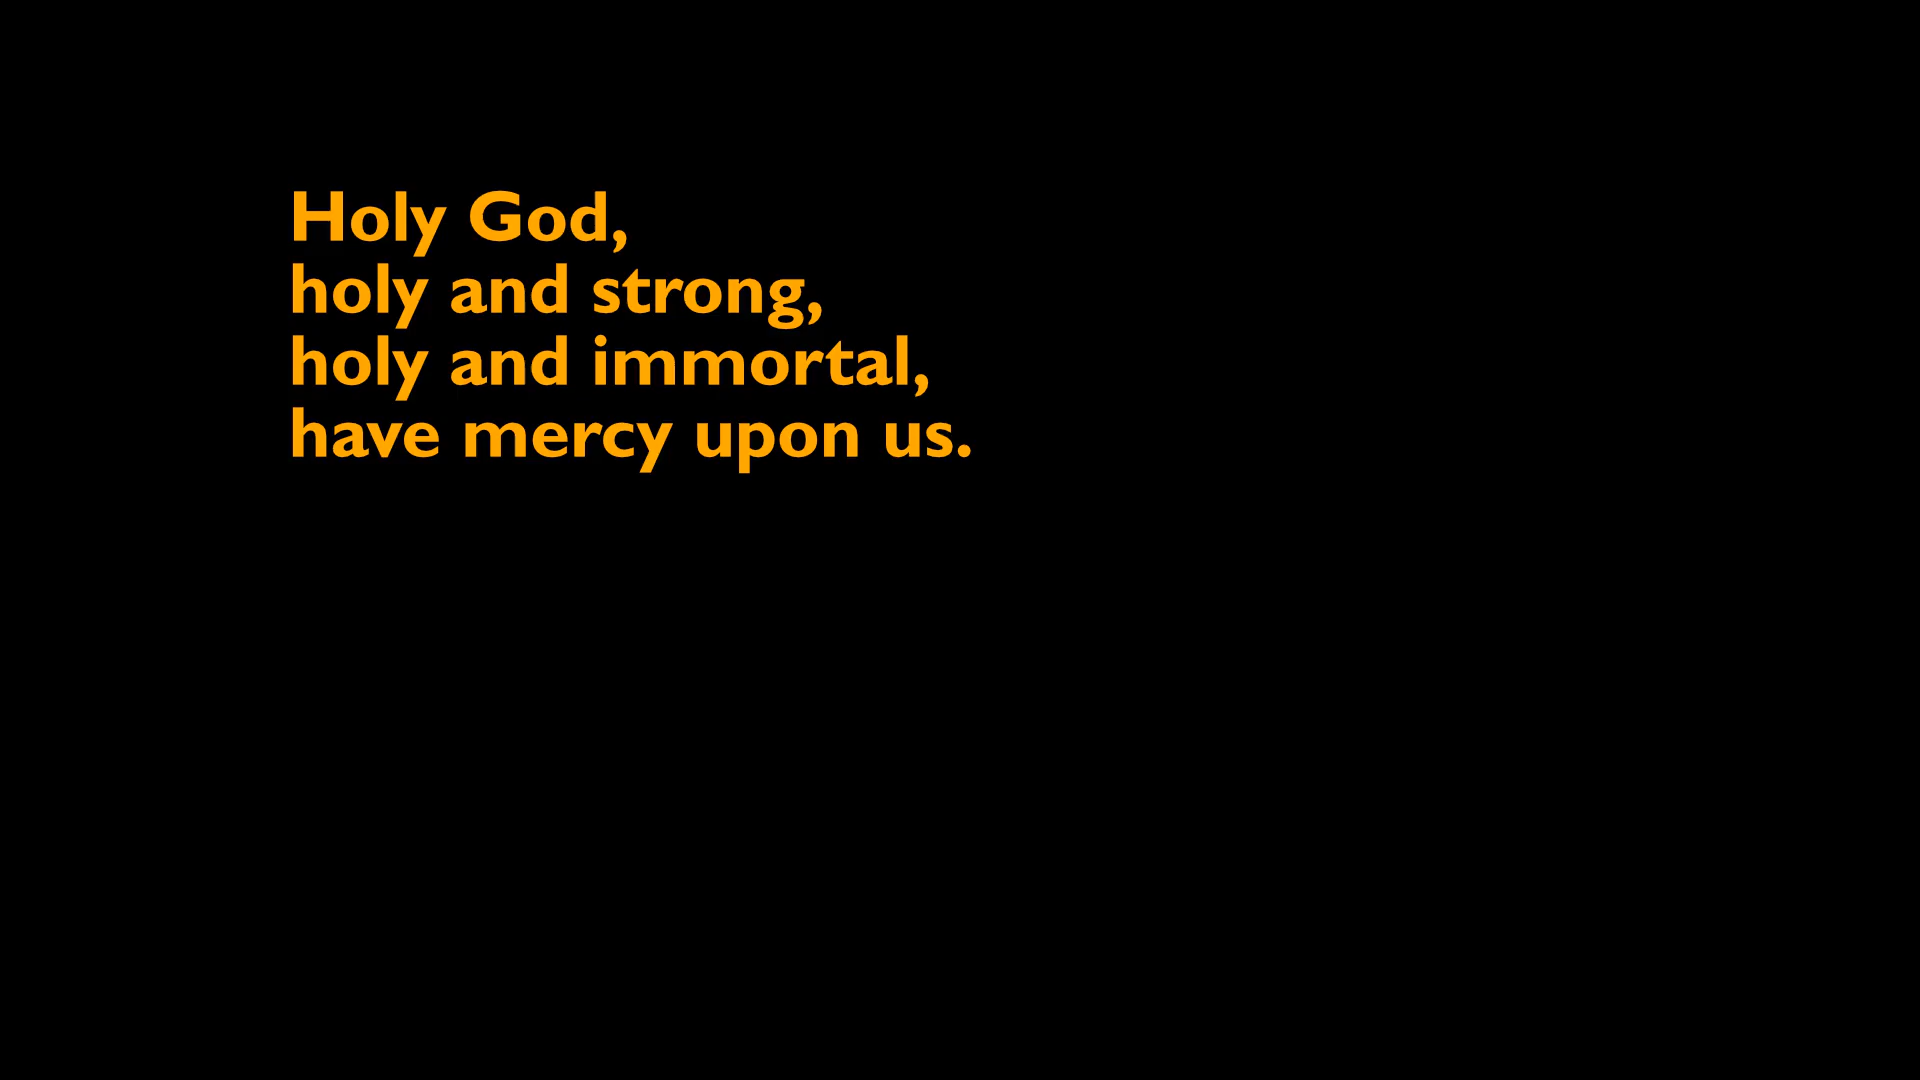 Holy God,
holy and strong,
holy and immortal,
have mercy upon us.